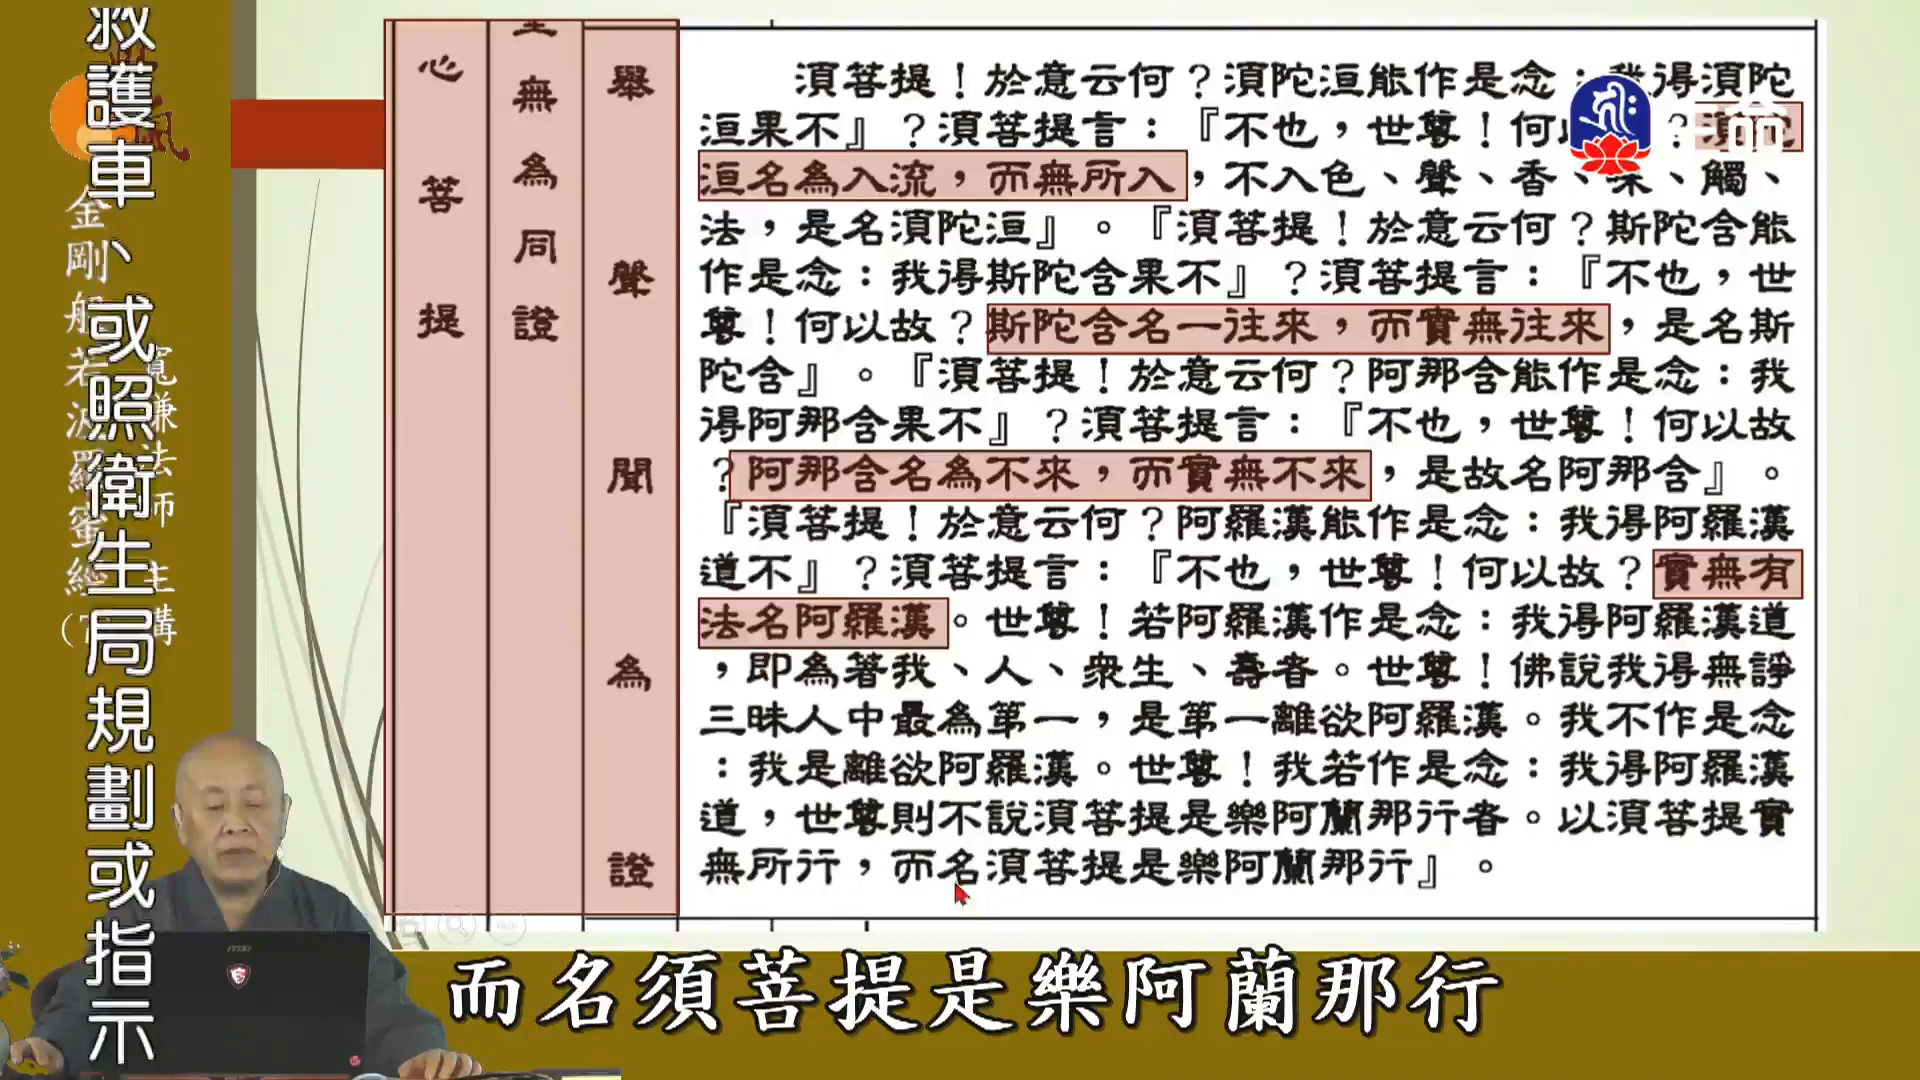 救護車、或照衛生局規劃或指示
金剛般若波羅蜜經
寬謙法師 主講
心菩提
無為同證
舉聲聞為證
須菩提！於意云何？須陀洹能作是念：我得須陀
洹果不』？須菩提言：『不也，世尊！何以故？須陀
洹名為入流，而無所入，不入色、聲、香、味、觸、
法，是名須陀洹』。『須菩提！於意云何？斯陀含能
作是念：我得斯陀含果不』？須菩提言：『不也，世
尊！何以故？斯陀含名一往來，而實無往來，是名斯
陀含』。『須菩提！於意云何？阿那含能作是念：我
得阿那含果不』？須菩提言：『不也，世尊！何以故
？阿那含名為不來，而實無不來，是故名阿那含』。
『須菩提！於意云何？阿羅漢能作是念：我得阿羅漢
道不』？須菩提言：『不也，世尊！何以故？實無有
法名阿羅漢。世尊！若阿羅漢作是念：我得阿羅漢道
，即為著我、人、眾生、壽者。世尊！佛說我得無諍
三昧人中最為第一，是第一離欲阿羅漢。我不作是念
：我是離欲阿羅漢。世尊！我若作是念：我得阿羅漢
道，世尊則不說須菩提是樂阿蘭那行者。以須菩提實
無所行，而名須菩提是樂阿蘭那行』。
而名須菩提是樂阿蘭那行